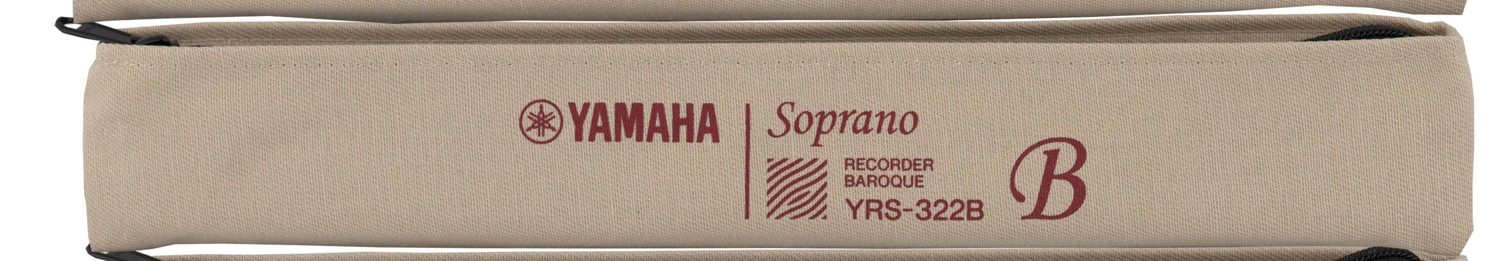 YAMAHA
Soprano
RECORDER
BAROQUE
YRS-322B
B